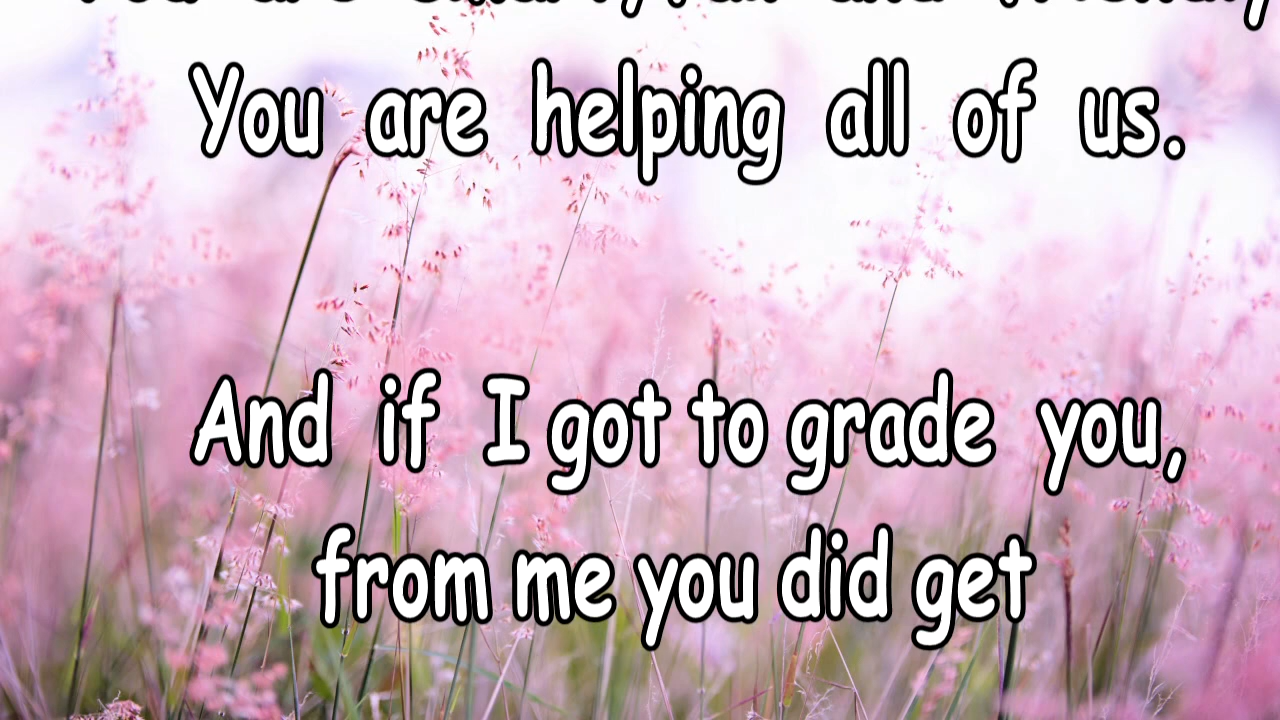 You are helping all of us.
And if I got to grade you,
from me you did get